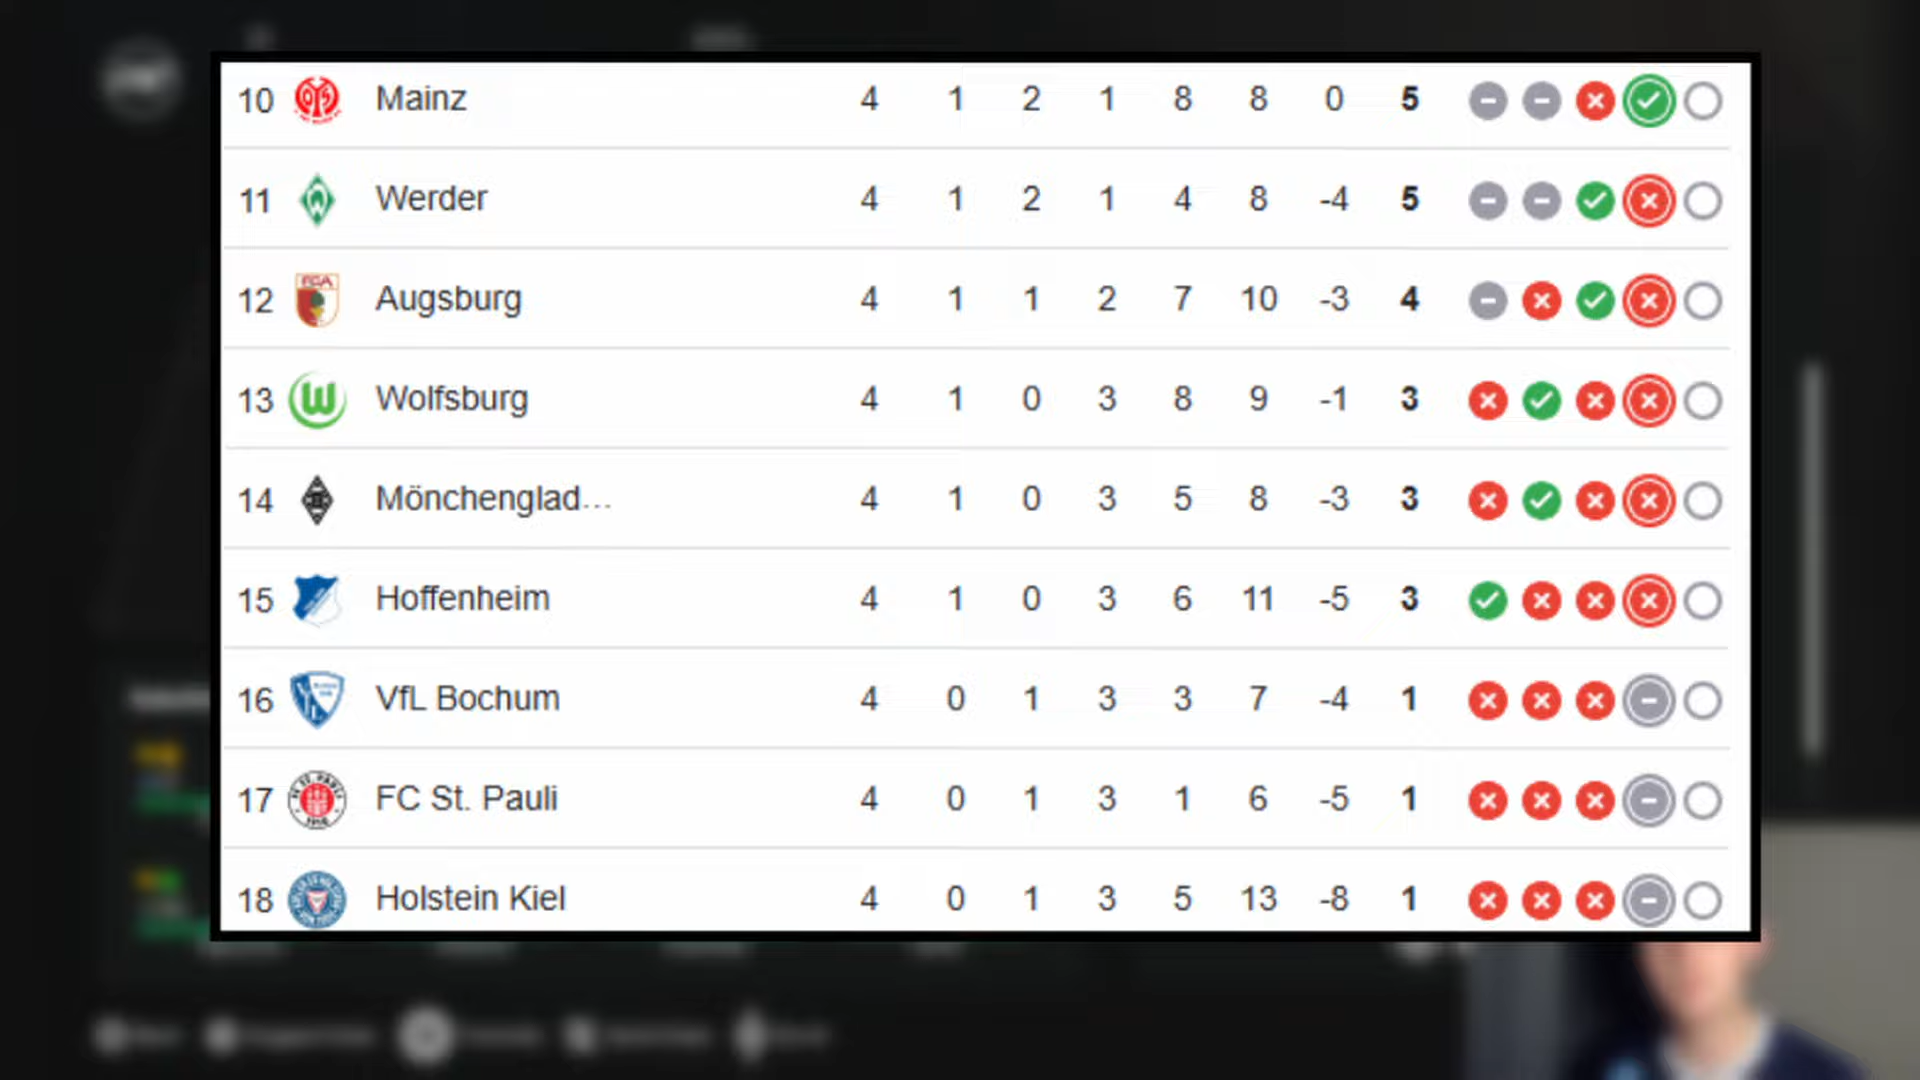 10 Mainz 4 1 2 1 8 8 0 5
11 Werder 4 1 2 1 4 8 -4 5
12 Augsburg 4 1 1 2 7 10 -3 4
13 Wolfsburg 4 1 0 3 8 9 -1 3
14 Mönchenglad... 4 1 0 3 5 8 -3 3
15 Hoffenheim 4 1 0 3 6 11 -5 3
16 VfL Bochum 4 0 1 3 3 7 -4 1
17 FC St. Pauli 4 0 1 3 1 6 -5 1
18 Holstein Kiel 4 0 1 3 5 13 -8 1